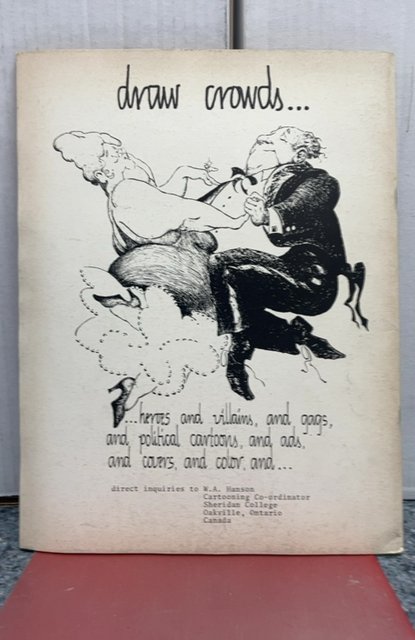 draw crowds...
...heroes and villains, and gags,
and political cartoons, and ads,
and covers, and color, and...
direct inquiries to W.A. Hanson
Cartooning Co-ordinator
Sheridan College
Oakville, Ontario
Canada